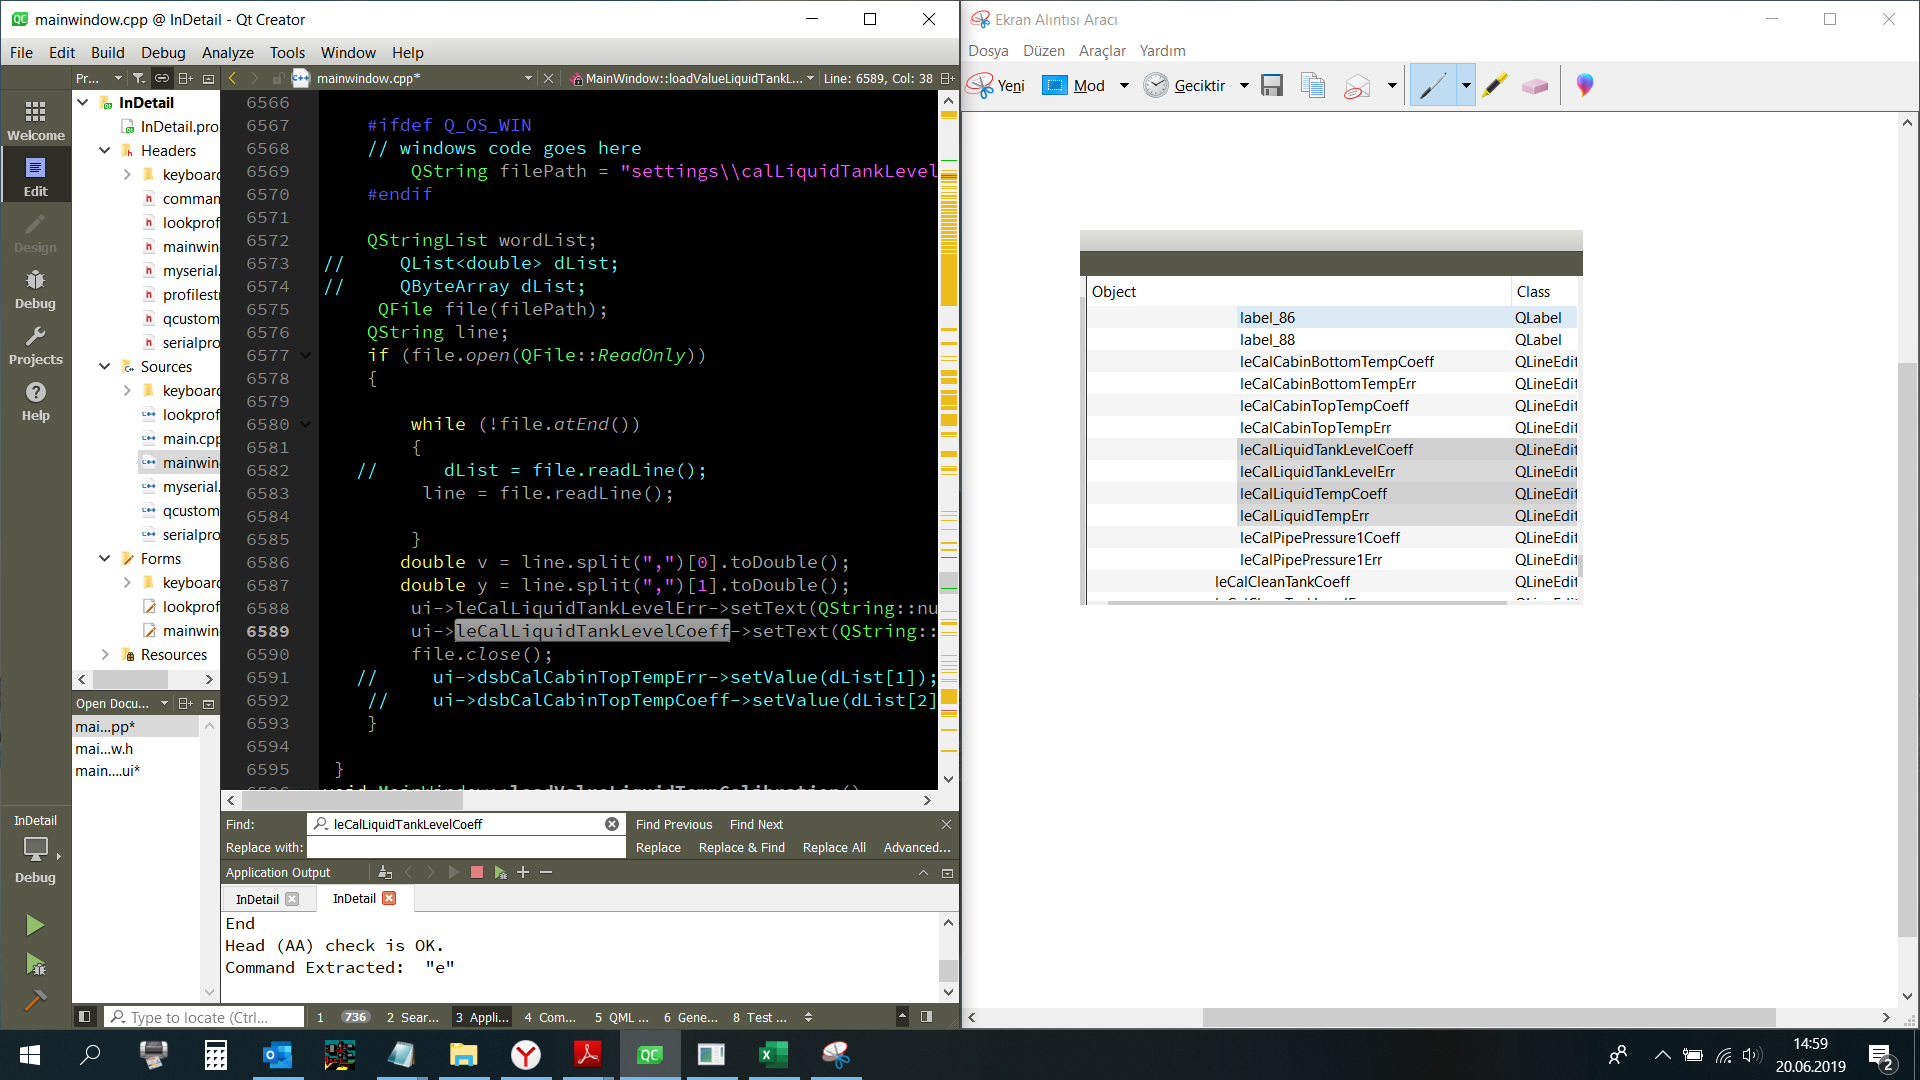 mainwindow.cpp @ InDetail - Qt Creator
File Edit Build Debug Analyze Tools Window Help
Pr...
mainwindow.cpp*
MainWindow::loadValueLiquidTankL...
Line: 6589, Col: 38
Welcome
Edit
Design
Debug
Projects
Help
InDetail
Debug
InDetail
InDetail.pro
Headers
keyboard
comman
lookprof
mainwin
myserial.
profilestr
qcustom
serialpro
Sources
keyboard
lookprof
main.cpp
mainwin
myserial.
qcustom
serialpro
Forms
keyboard
lookprof
mainwin
Resources
Open Docu...
mai...pp*
mai...w.h
main....ui*
6566
6567 #ifdef Q_OS_WIN
6568 // windows code goes here
6569 QString filePath = "settings\\calLiquidTankLevel
6570 #endif
6571
6572 QStringList wordList;
6573 // QList<double> dList;
6574 // QByteArray dList;
6575 QFile file(filePath);
6576 QString line;
6577 if (file.open(QFile::ReadOnly))
6578 {
6579
6580 while (!file.atEnd())
6581 {
6582 // dList = file.readLine();
6583 line = file.readLine();
6584
6585 }
6586 double v = line.split(",")[0].toDouble();
6587 double y = line.split(",")[1].toDouble();
6588 ui->leCalLiquidTankLevelErr->setText(QString::nu
6589 ui->leCalLiquidTankLevelCoeff->setText(QString::
6590 file.close();
6591 // ui->dsbCalCabinTopTempErr->setValue(dList[1]);
6592 // ui->dsbCalCabinTopTempCoeff->setValue(dList[2]
6593 }
6594
6595 }
Find: leCalLiquidTankLevelCoeff Find Previous Find Next
Replace with: Replace Replace & Find Replace All Advanced...
Application Output
InDetail InDetail
End
Head (AA) check is OK.
Command Extracted: "e"
Type to locate (Ctrl... 1 736 2 Sear... 3 Appli... 4 Com... 5 QML ... 6 Gene... 8 Test ...
Ekran Alıntısı Aracı
Dosya Düzen Araçlar Yardım
Yeni Mod Geciktir
Object Class
label_86 QLabel
label_88 QLabel
leCalCabinBottomTempCoeff QLineEdit
leCalCabinBottomTempErr QLineEdit
leCalCabinTopTempCoeff QLineEdit
leCalCabinTopTempErr QLineEdit
leCalLiquidTankLevelCoeff QLineEdit
leCalLiquidTankLevelErr QLineEdit
leCalLiquidTempCoeff QLineEdit
leCalLiquidTempErr QLineEdit
leCalPipePressure1Coeff QLineEdit
leCalPipePressure1Err QLineEdit
leCalCleanTankCoeff QLineEdit
QC
14:59
20.06.2019
2